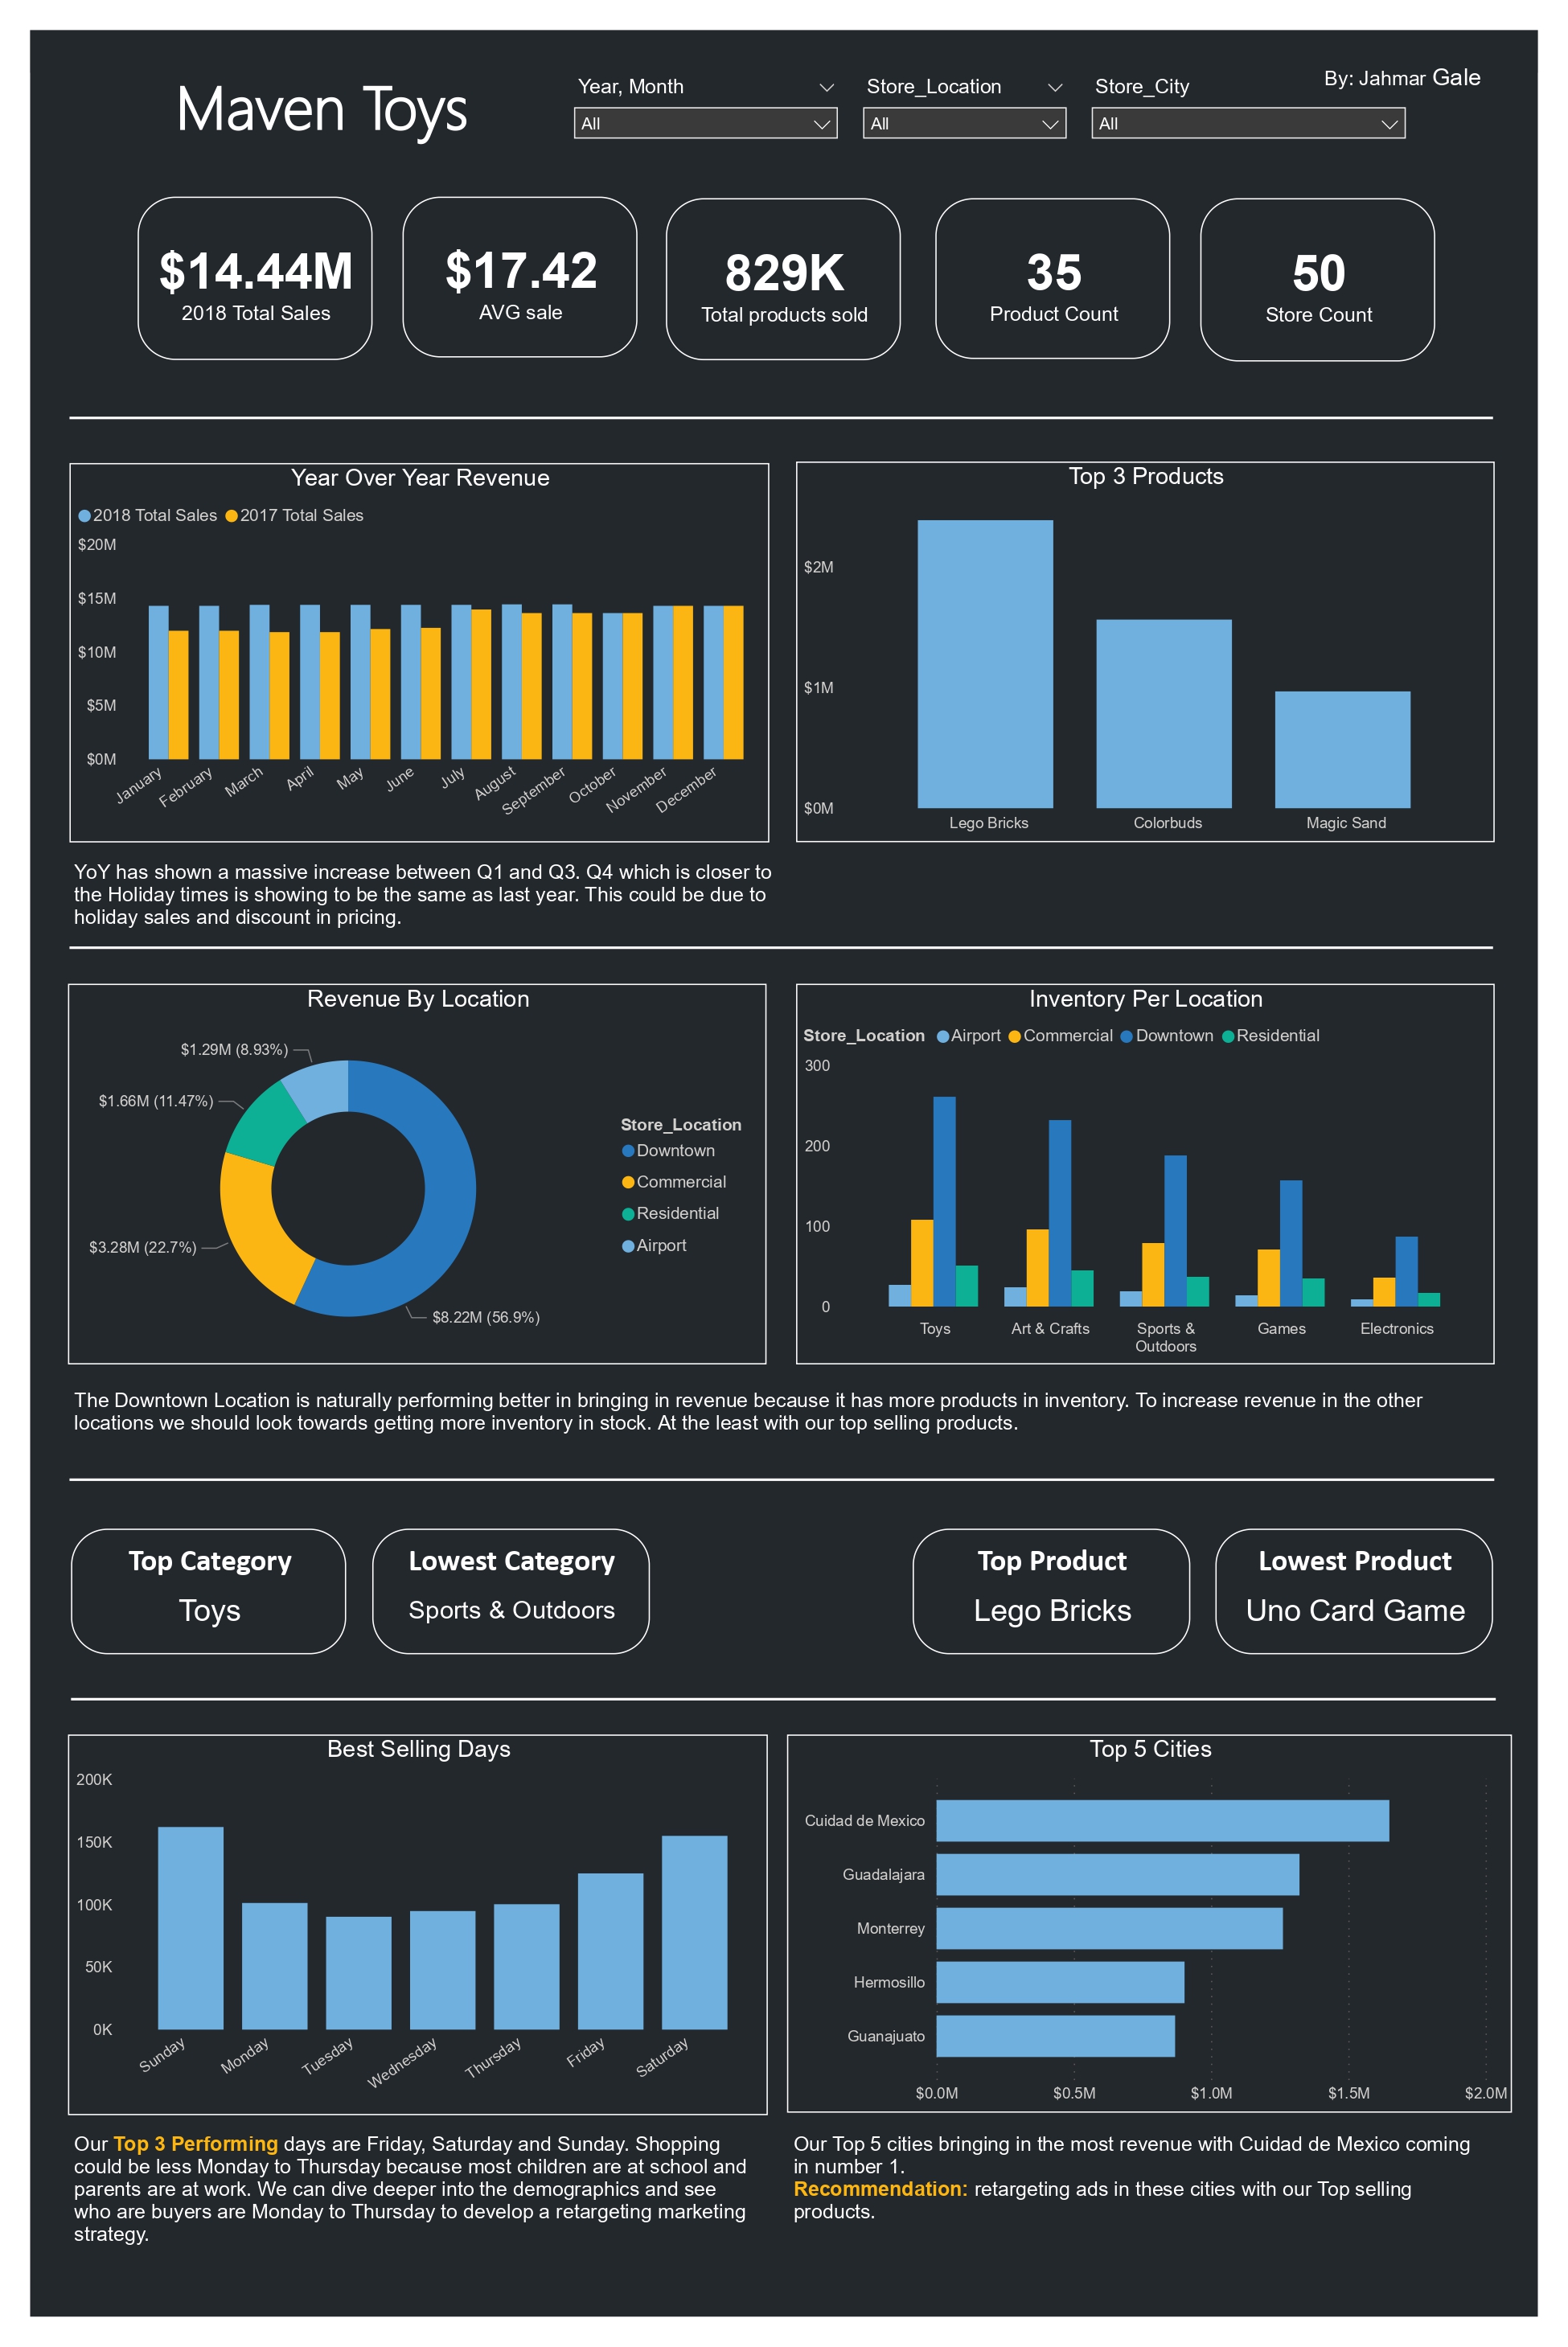 Maven Toys
Year, Month
Store_Location
Store_City
By: Jahmar Gale
All
All
All
$14.44M
2018 Total Sales
$17.42
AVG sale
829K
Total products sold
35
Product Count
50
Store Count
Year Over Year Revenue
2018 Total Sales 2017 Total Sales
$20M
$15M
$10M
$5M
$0M
January
February
March
April
May
June
July
August
September
October
November
December
Top 3 Products
$2M
$1M
$0M
Lego Bricks
Colorbuds
Magic Sand
YoY has shown a massive increase between Q1 and Q3. Q4 which is closer to
the Holiday times is showing to be the same as last year. This could be due to
holiday sales and discount in pricing.
Revenue By Location
$1.29M (8.93%)
$1.66M (11.47%)
$3.28M (22.7%)
$8.22M (56.9%)
Store_Location
Downtown
Commercial
Residential
Airport
Inventory Per Location
Store_Location Airport Commercial Downtown Residential
300
200
100
0
Toys
Art & Crafts
Sports &
Outdoors
Games
Electronics
The Downtown Location is naturally performing better in bringing in revenue because it has more products in inventory. To increase revenue in the other
locations we should look towards getting more inventory in stock. At the least with our top selling products.
Top Category
Toys
Lowest Category
Sports & Outdoors
Top Product
Lego Bricks
Lowest Product
Uno Card Game
Best Selling Days
200K
150K
100K
50K
0K
Sunday
Monday
Tuesday
Wednesday
Thursday
Friday
Saturday
Top 5 Cities
Cuidad de Mexico
Guadalajara
Monterrey
Hermosillo
Guanajuato
$0.0M
$0.5M
$1.0M
$1.5M
$2.0M
Our Top 3 Performing days are Friday, Saturday and Sunday. Shopping
could be less Monday to Thursday because most children are at school and
parents are at work. We can dive deeper into the demographics and see
who are buyers are Monday to Thursday to develop a retargeting marketing
strategy.
Our Top 5 cities bringing in the most revenue with Cuidad de Mexico coming
in number 1.
Recommendation: retargeting ads in these cities with our Top selling
products.